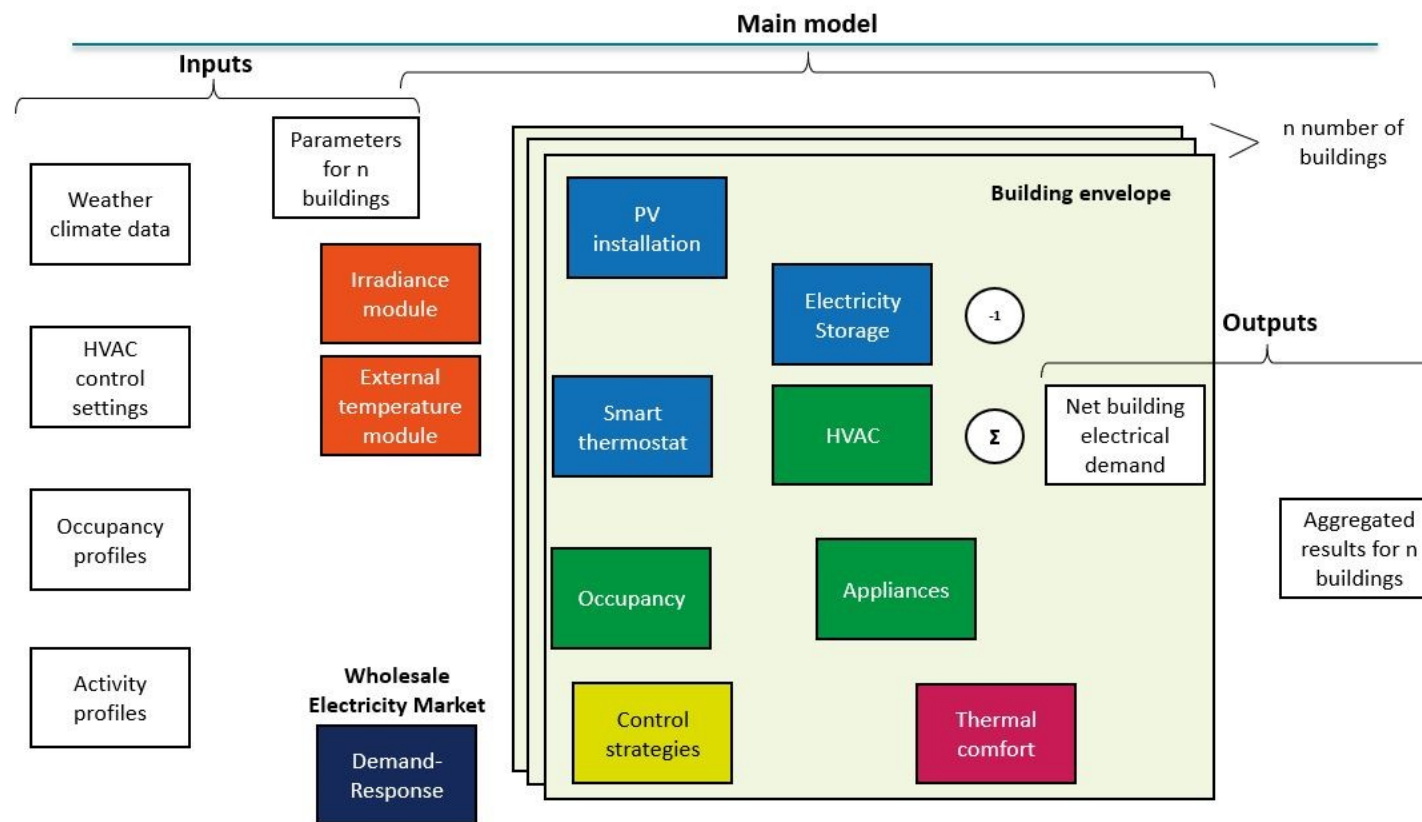 Main model
Inputs
Parameters
for n
buildings
n number of
buildings
Weather
climate data
Building envelope
PV
installation
Irradiance
module
Electricity
Storage
-1
Outputs
HVAC
control
settings
External
temperature
module
Smart
thermostat
HVAC
Σ
Net building
electrical
demand
Occupancy
profiles
Aggregated
results for n
buildings
Occupancy
Appliances
Activity
profiles
Wholesale
Electricity Market
Demand-
Response
Control
strategies
Thermal
comfort